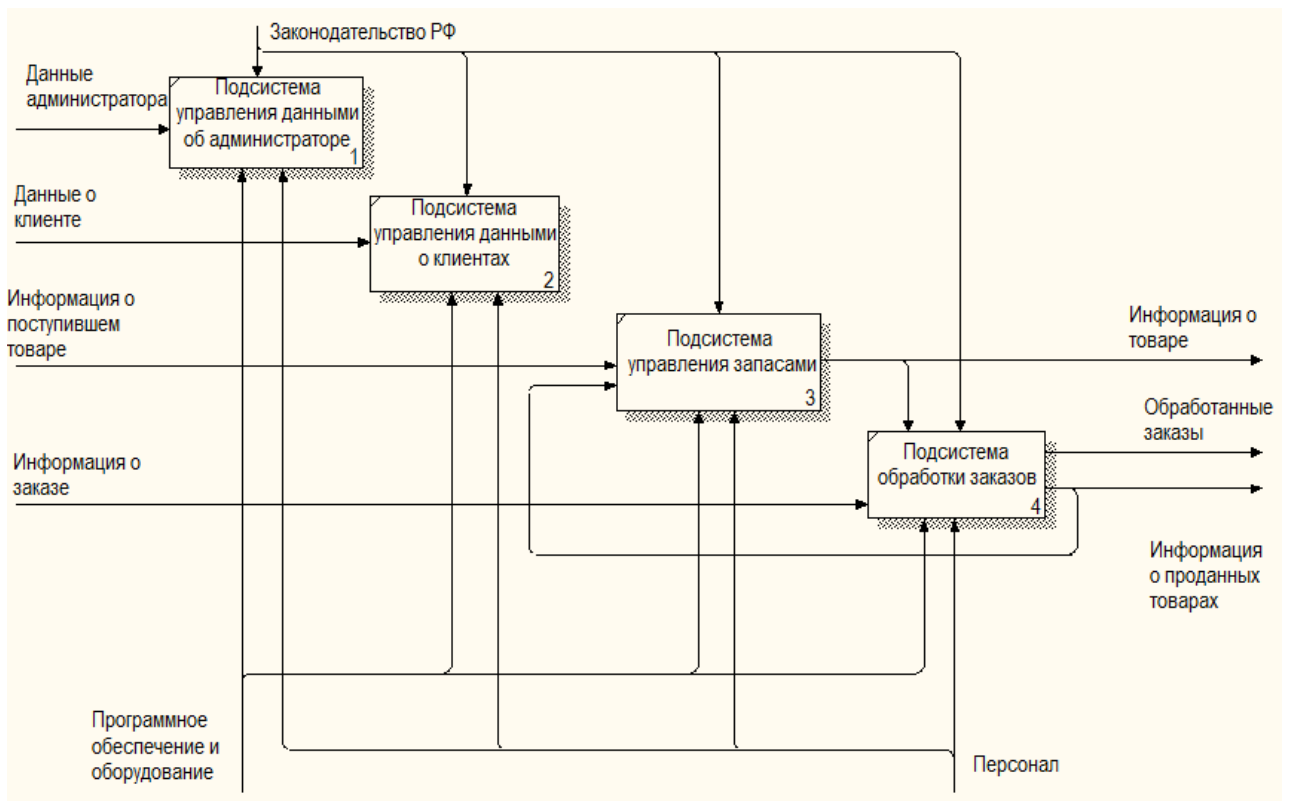 Законодательство РФ
Данные
администратора
Подсистема
управления данными
об администраторе
1
Данные о
клиенте
Подсистема
управления данными
о клиентах
2
Информация о
поступившем
товаре
Подсистема
управления запасами
3
Информация о
товаре
Обработанные
заказы
Информация о
заказе
Подсистема
обработки заказов
4
Информация
о проданных
товарах
Программное
обеспечение и
оборудование
Персонал